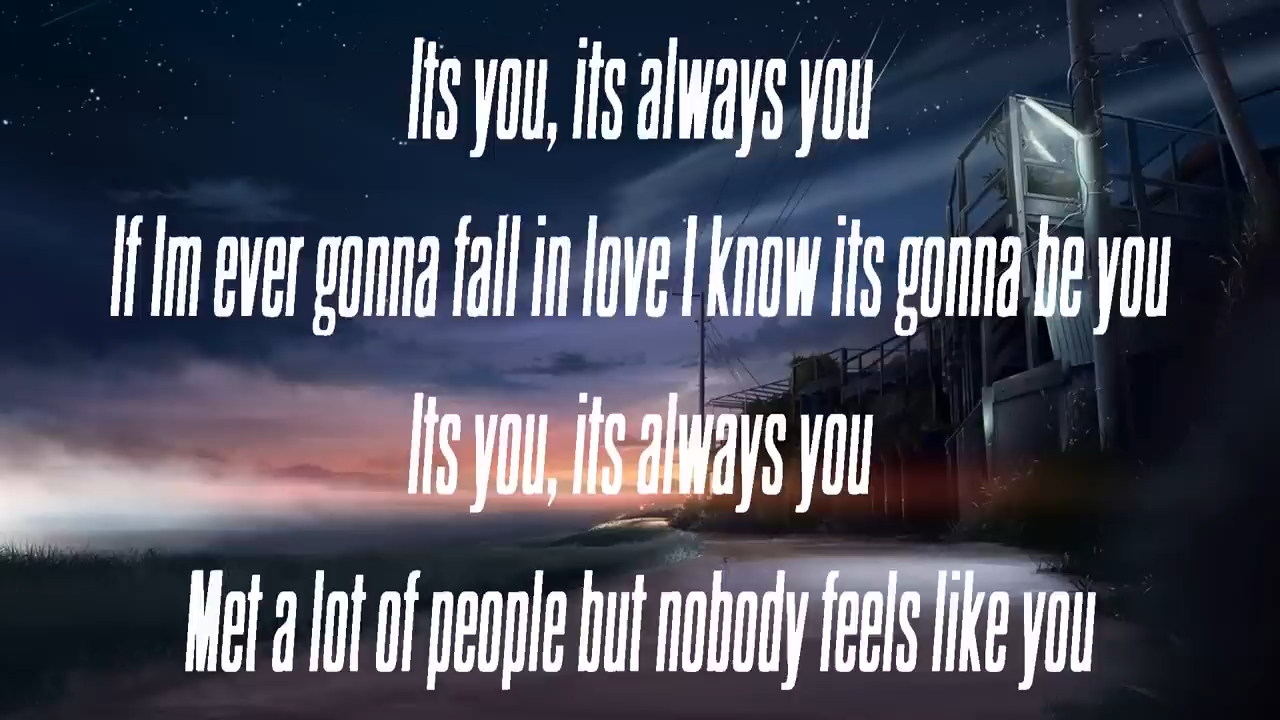 Its you, its always you
If Im ever gonna fall in love I know its gonna be you
Its you, its always you
Met a lot of people but nobody feels like you